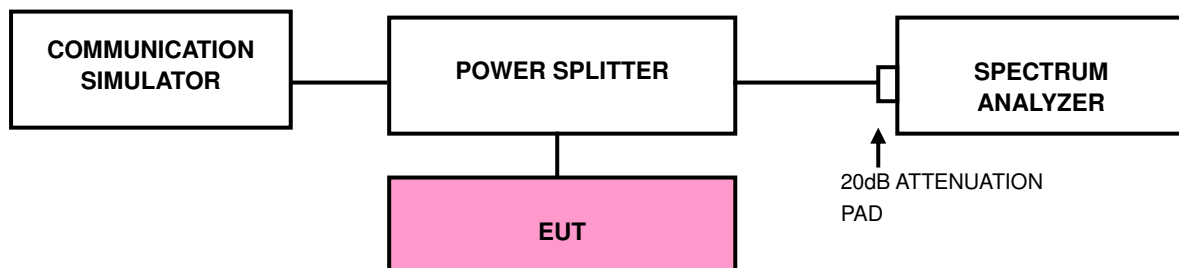 COMMUNICATION
SIMULATOR
POWER SPLITTER
SPECTRUM
ANALYZER
20dB ATTENUATION
PAD
EUT